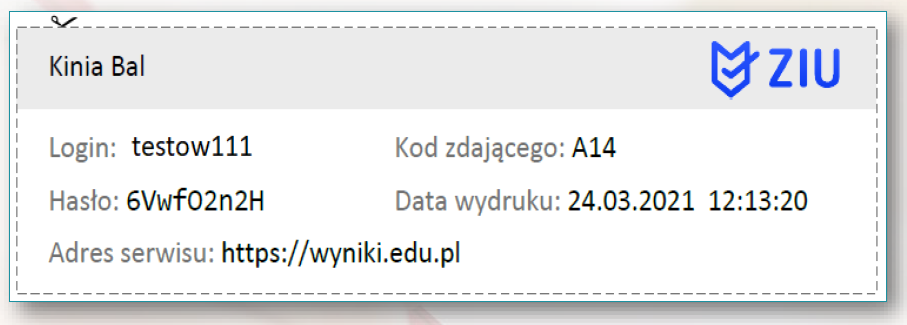 Kinia Bal ZIU
Login: testow111 Kod zdającego: A14
Hasło: 6VwfO2n2H Data wydruku: 24.03.2021 12:13:20
Adres serwisu: https://wyniki.edu.pl